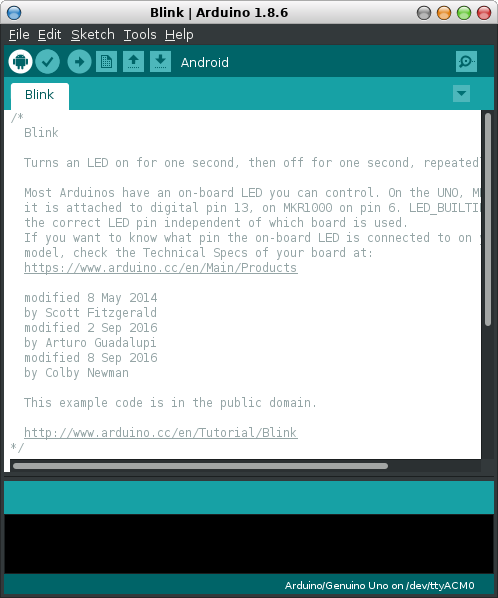 Blink | Arduino 1.8.6
File Edit Sketch Tools Help
Android
Blink
/*
Blink
Turns an LED on for one second, then off for one second, repeated
Most Arduinos have an on-board LED you can control. On the UNO,
it is attached to digital pin 13, on MKR1000 on pin 6. LED_BUILTI
the correct LED pin independent of which board is used.
If you want to know what pin the on-board LED is connected to on
model, check the Technical Specs of your board at:
https://www.arduino.cc/en/Main/Products
modified 8 May 2014
by Scott Fitzgerald
modified 2 Sep 2016
by Arturo Guadalupi
modified 8 Sep 2016
by Colby Newman
This example code is in the public domain.
http://www.arduino.cc/en/Tutorial/Blink
*/
Arduino/Genuino Uno on /dev/ttyACM0